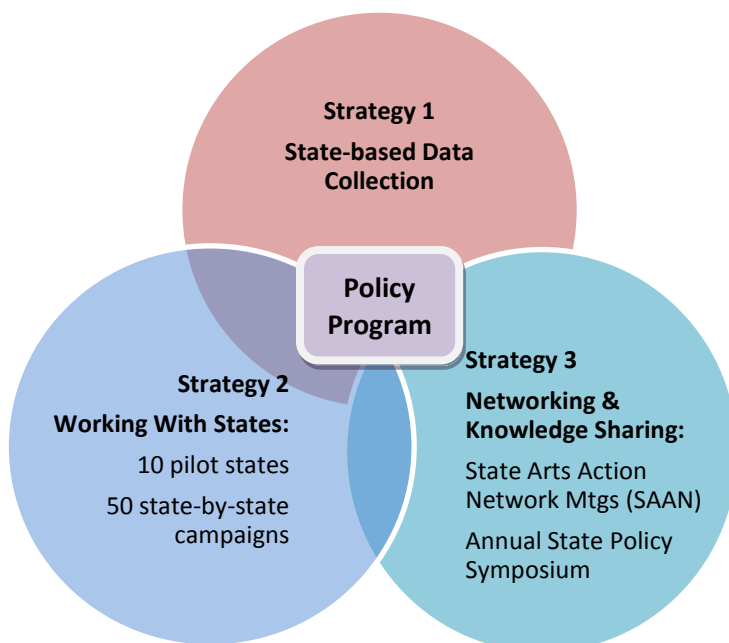 Strategy 1
State-based Data
Collection
Policy
Program
Strategy 2
Working With States:
10 pilot states
50 state-by-state
campaigns
Strategy 3
Networking &
Knowledge Sharing:
State Arts Action
Network Mtgs (SAAN)
Annual State Policy
Symposium